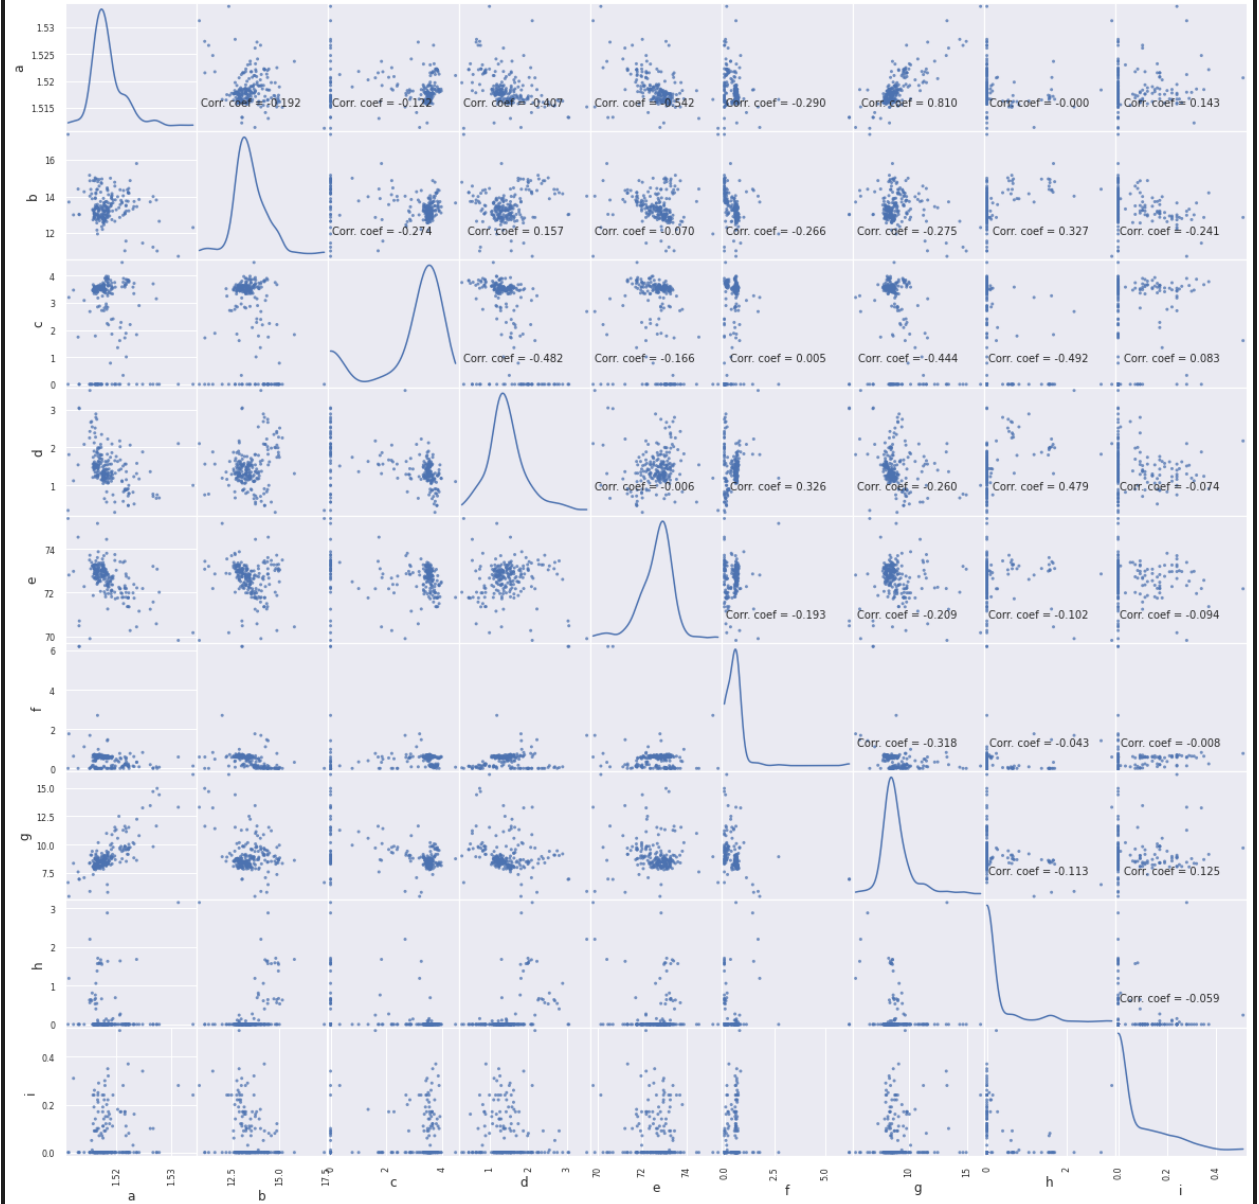 1.53
1.525
1.52
1.515
a
Corr. coef = -0.192
Corr. coef = -0.122
Corr. coef = -0.407
Corr. coef = -0.542
Corr. coef = -0.290
Corr. coef = 0.810
Corr. coef = -0.000
Corr. coef = 0.143
16
14
12
b
Corr. coef = -0.274
Corr. coef = 0.157
Corr. coef = -0.070
Corr. coef = -0.266
Corr. coef = -0.275
Corr. coef = 0.327
Corr. coef = -0.241
4
3
2
1
0
c
Corr. coef = -0.482
Corr. coef = -0.166
Corr. coef = 0.005
Corr. coef = -0.444
Corr. coef = -0.492
Corr. coef = 0.083
3
2
1
d
Corr. coef = -0.006
Corr. coef = 0.326
Corr. coef = -0.260
Corr. coef = 0.479
Corr. coef = -0.074
74
72
70
e
Corr. coef = -0.193
Corr. coef = -0.209
Corr. coef = -0.102
Corr. coef = -0.094
6
4
2
0
f
Corr. coef = -0.318
Corr. coef = -0.043
Corr. coef = -0.008
15.0
12.5
10.0
7.5
g
Corr. coef = -0.113
Corr. coef = 0.125
3
2
1
0
h
Corr. coef = -0.059
0.4
0.2
0.0
i
1.52
1.53
12.5
15.0
17.5
0
2
4
1
2
3
70
72
74
0.0
2.5
5.0
10
15
0
2
0.0
0.2
0.4
a
b
c
d
e
f
g
h
i